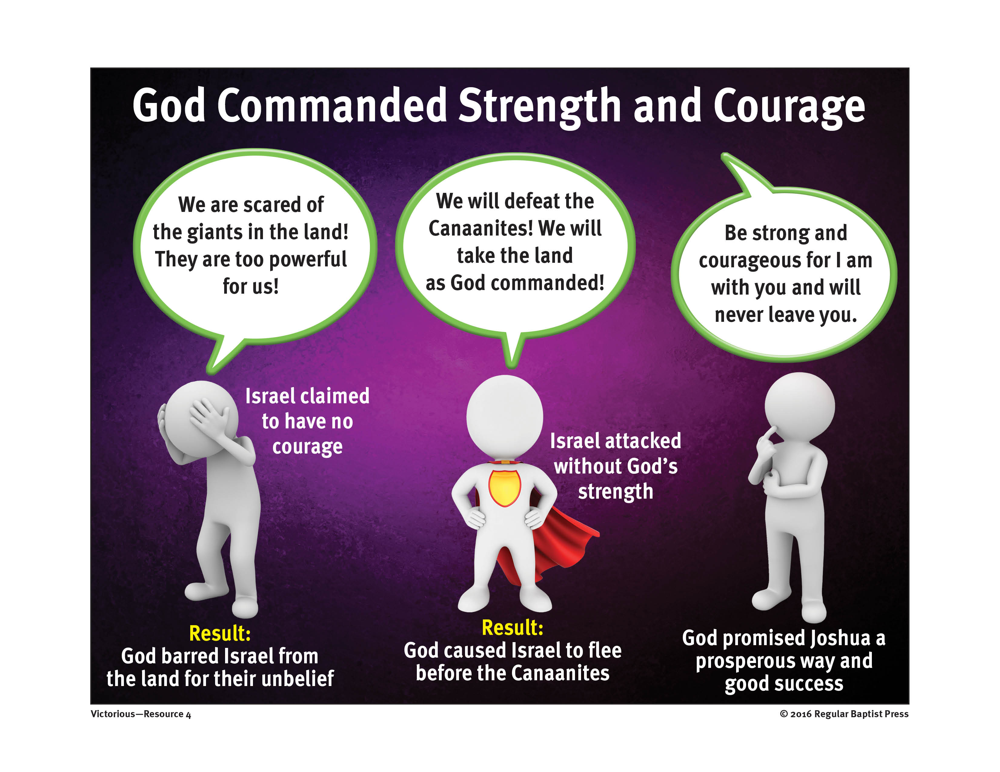 God Commanded Strength and Courage
We are scared of
the giants in the land!
They are too powerful
for us!
We will defeat the
Canaanites! We will
take the land
as God commanded!
Be strong and
courageous for I am
with you and will
never leave you.
Israel claimed
to have no
courage
Israel attacked
without God’s
strength
Result:
God barred Israel from
the land for their unbelief
Result:
God caused Israel to flee
before the Canaanites
God promised Joshua a
prosperous way and
good success
Victorious—Resource 4
© 2016 Regular Baptist Press